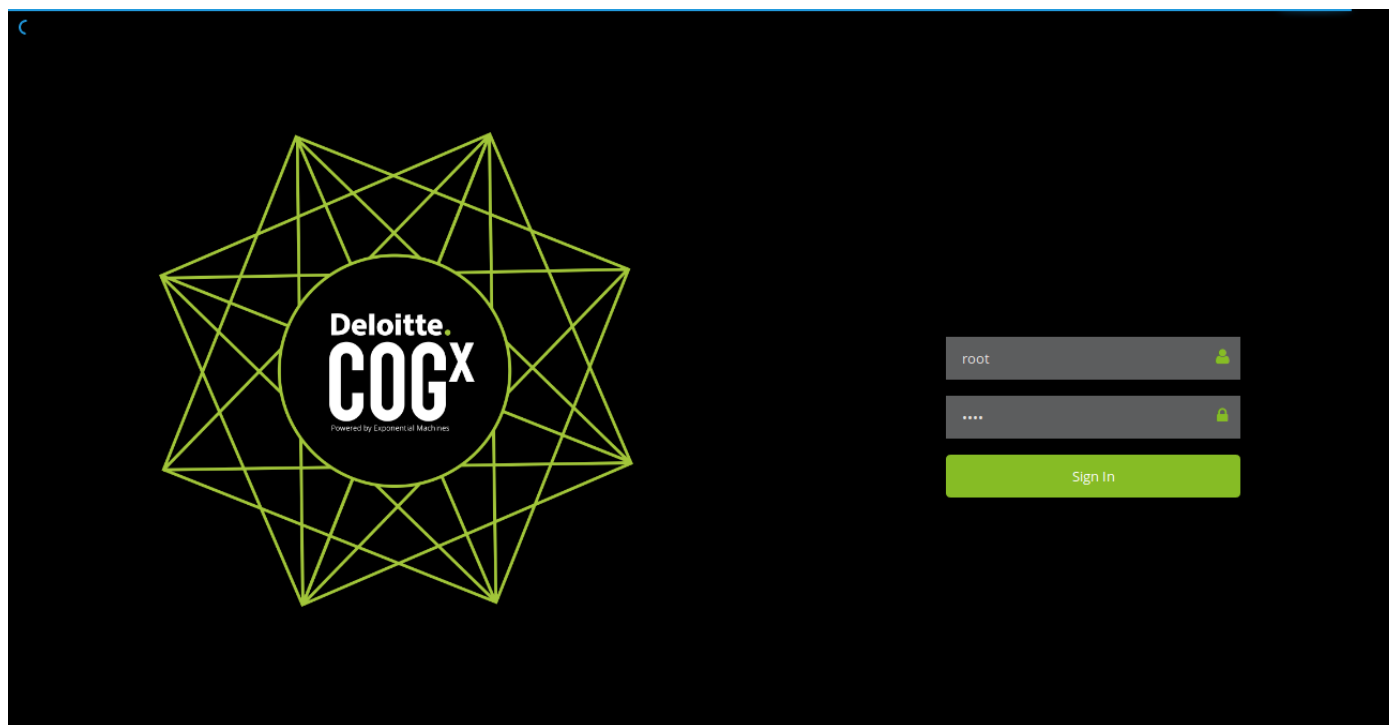 Deloitte.
COGX
Powered by Exponential Machines
root
••••
Sign In